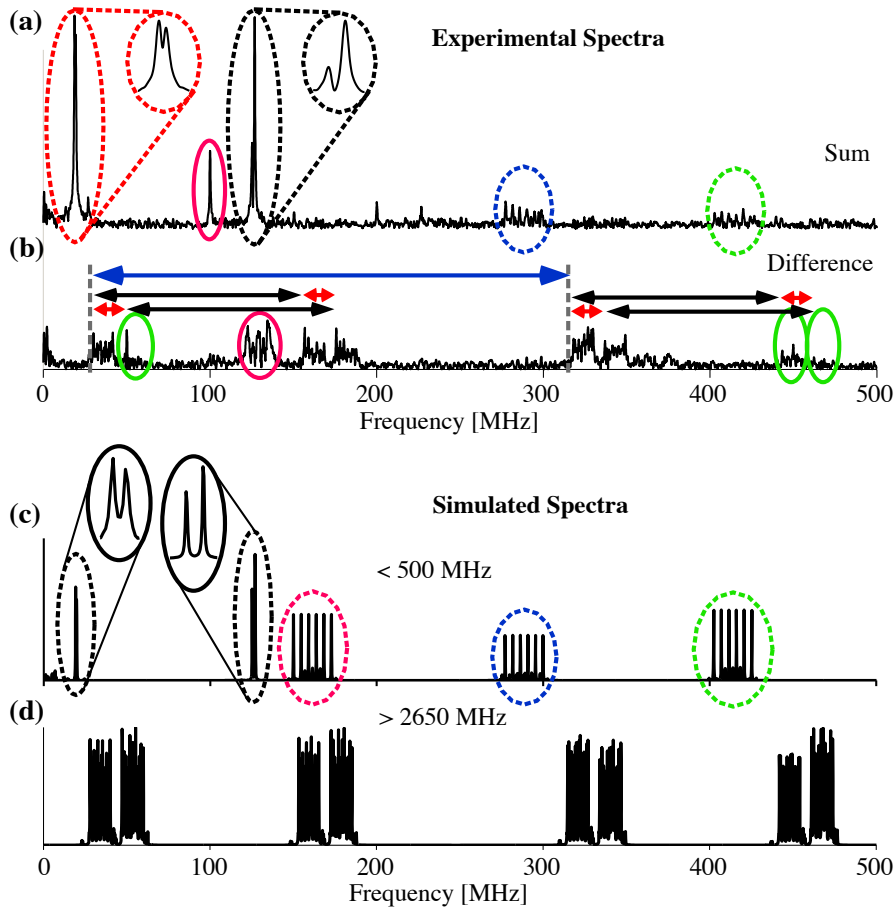 (a)
Experimental Spectra
Sum
(b)
Difference
0 100 200 300 400 500
Frequency [MHz]
(c)
Simulated Spectra
< 500 MHz
(d)
> 2650 MHz
0 100 200 300 400 500
Frequency [MHz]